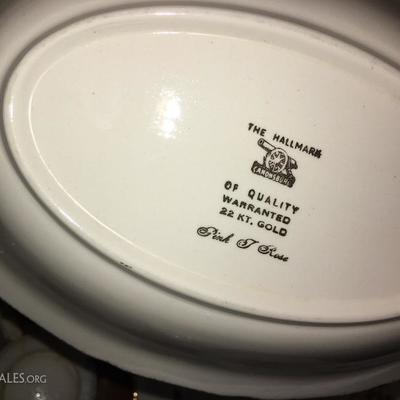 THE HALLMARK
CANONSBURG
OF QUALITY
WARRANTED
22 KT. GOLD
Pink T Rose
ALES.ORG